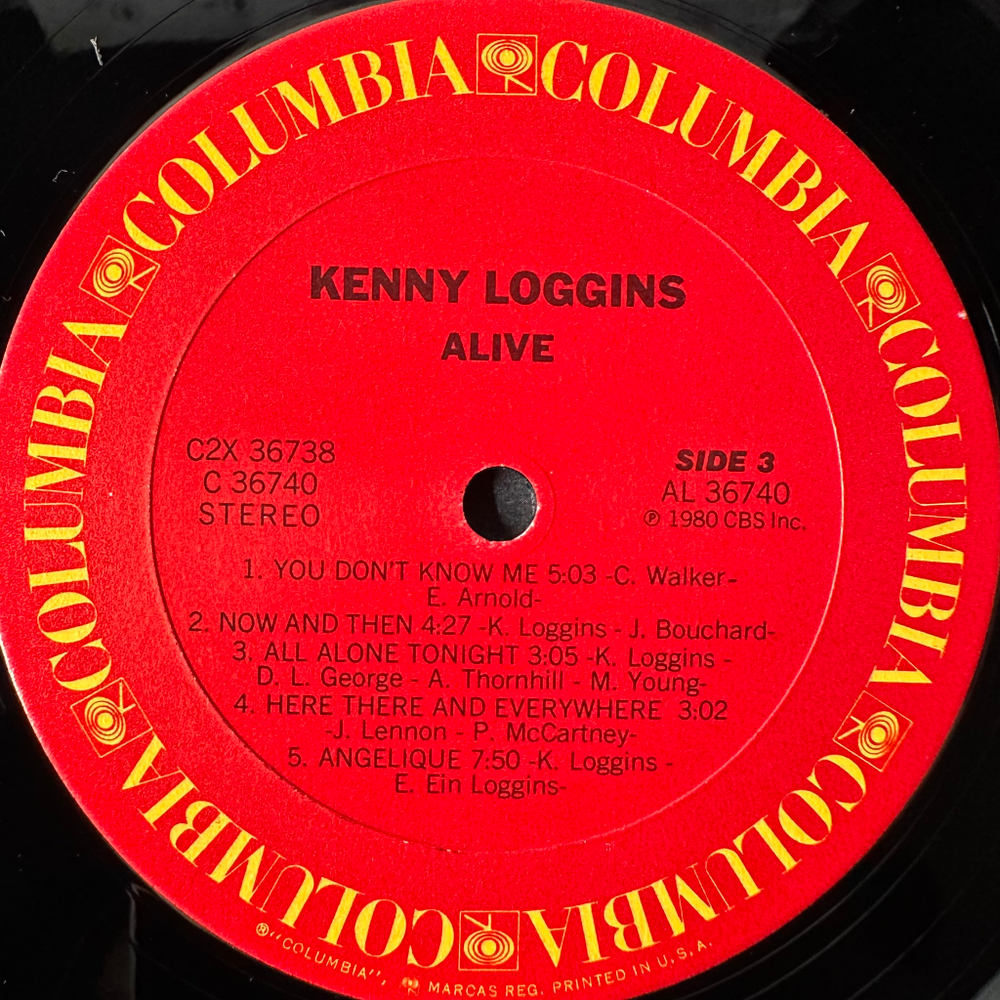 COLUMBIA COLUMBIA COLUMBIA COLUMBIA COLUMBIA COLUMBIA COLUMBIA COLUMBIA
KENNY LOGGINS
ALIVE
C2X 36738
C 36740
STEREO
SIDE 3
AL 36740
℗ 1980 CBS Inc.
1. YOU DON'T KNOW ME 5:03 -C. Walker-
E. Arnold-
2. NOW AND THEN 4:27 -K. Loggins - J. Bouchard-
3. ALL ALONE TONIGHT 3:05 -K. Loggins -
D. L. George - A. Thornhill - M. Young-
4. HERE THERE AND EVERYWHERE 3:02
-J. Lennon - P. McCartney-
5. ANGELIQUE 7:50 -K. Loggins -
E. Ein Loggins-
®"COLUMBIA", MARCAS REG. PRINTED IN U.S.A.